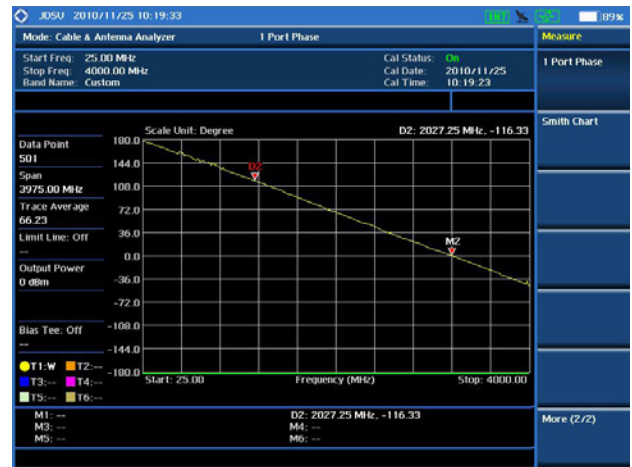 JDSU 2010/11/25 10:19:33
INT 89%
Mode: Cable & Antenna Analyzer 1 Port Phase
Measure
Start Freq: 25.00 MHz
Stop Freq: 4000.00 MHz
Band Name: Custom
Cal Status: On
Cal Date: 2010/11/25
Cal Time: 10:19:23
1 Port Phase
Smith Chart
Scale Unit: Degree D2: 2027.25 MHz, -116.33
Data Point
501
Span
3975.00 MHz
Trace Average
66.23
Limit Line: Off
--
Output Power
0 dBm
Bias Tee: Off
--
T1:W T2:--
T3:-- T4:--
T5:-- T6:--
180.0
144.0
108.0
72.0
36.0
0.0
-36.0
-72.0
-108.0
-144.0
-180.0
D2
M2
Start: 25.00 Frequency (MHz) Stop: 4000.00
M1: -- D2: 2027.25 MHz, -116.33
M3: -- M4: --
M5: -- M6: --
More (2/2)